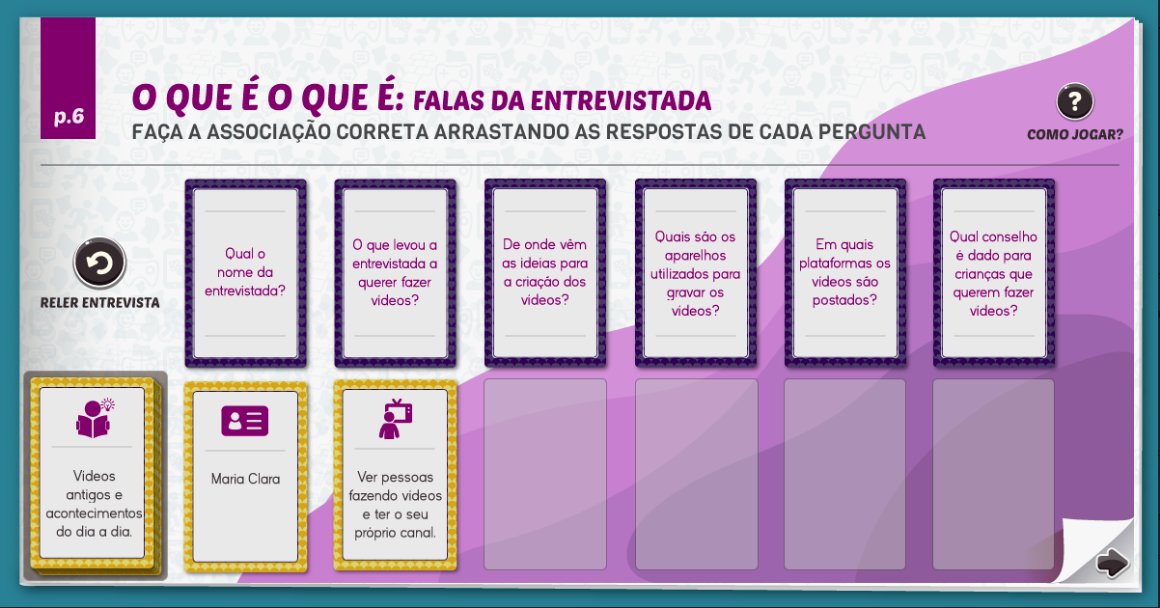 p.6
O QUE É O QUE É: FALAS DA ENTREVISTADA
FAÇA A ASSOCIAÇÃO CORRETA ARRASTANDO AS RESPOSTAS DE CADA PERGUNTA
?
COMO JOGAR?
RELER ENTREVISTA
Qual o
nome da
entrevistada?
O que levou a
entrevistada a
querer fazer
vídeos?
De onde vêm
as ideias para
a criação dos
vídeos?
Quais são os
aparelhos
utilizados para
gravar os
vídeos?
Em quais
plataformas os
vídeos são
postados?
Qual conselho
é dado para
crianças que
querem fazer
vídeos?
Vídeos
antigos e
acontecimentos
do dia a dia.
Maria Clara
Ver pessoas
fazendo vídeos
e ter o seu
próprio canal.